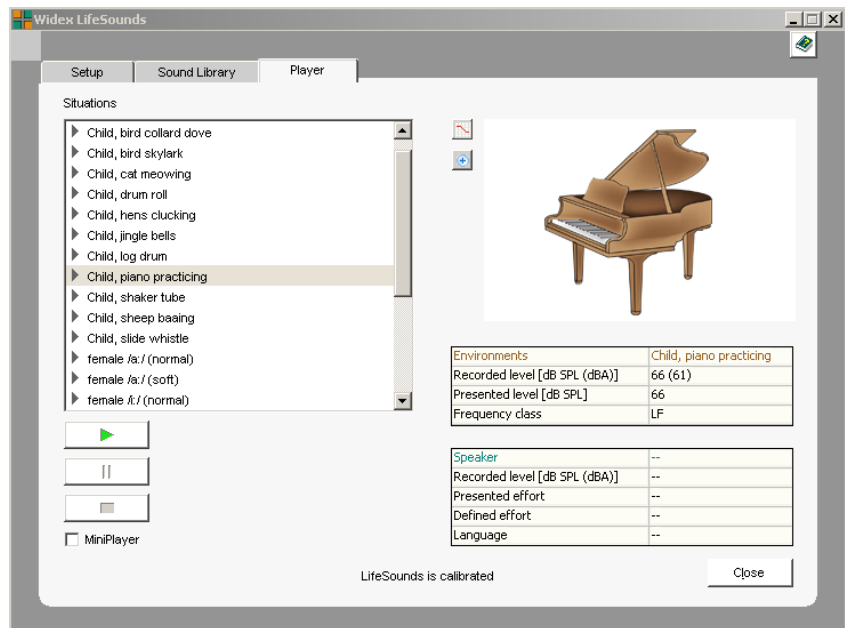 Widex LifeSounds
Setup
Sound Library
Player
Situations
Child, bird collard dove
Child, bird skylark
Child, cat meowing
Child, drum roll
Child, hens clucking
Child, jingle bells
Child, log drum
Child, piano practicing
Child, shaker tube
Child, sheep baaing
Child, slide whistle
female /a:/ (normal)
female /a:/ (soft)
female /i:/ (normal)
MiniPlayer
Environments Child, piano practicing
Recorded level [dB SPL (dBA)] 66 (61)
Presented level [dB SPL] 66
Frequency class LF
Speaker --
Recorded level [dB SPL (dBA)] --
Presented effort --
Defined effort --
Language --
LifeSounds is calibrated
Close